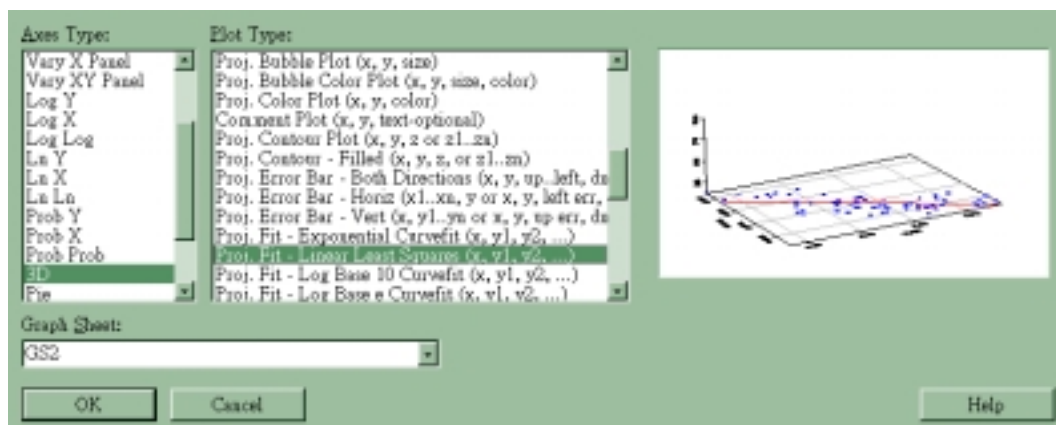 Axes Type:
Vary X Panel
Vary XY Panel
Log Y
Log X
Log Log
Ln Y
Ln X
Ln Ln
Prob Y
Prob X
Prob Prob
3D
Pie
Plot Type:
Proj. Bubble Plot (x, y, size)
Proj. Bubble Color Plot (x, y, size, color)
Proj. Color Plot (x, y, color)
Comment Plot (x, y, text-optional)
Proj. Contour Plot (x, y, z or z1..zn)
Proj. Contour - Filled (x, y, z, or z1..zn)
Proj. Error Bar - Both Directions (x, y, up..left, dn
Proj. Error Bar - Horiz (x1..xn, y or x, y, left err,
Proj. Error Bar - Vert (x, y1..yn or x, y, up err, dn
Proj. Fit - Exponential Curvefit (x, y1, y2, ...)
Proj. Fit - Linear Least Squares (x, y1, y2, ...)
Proj. Fit - Log Base 10 Curvefit (x, y1, y2, ...)
Proj. Fit - Log Base e Curvefit (x, y1, y2, ...)
Graph Sheet:
GS2
OK
Cancel
Help